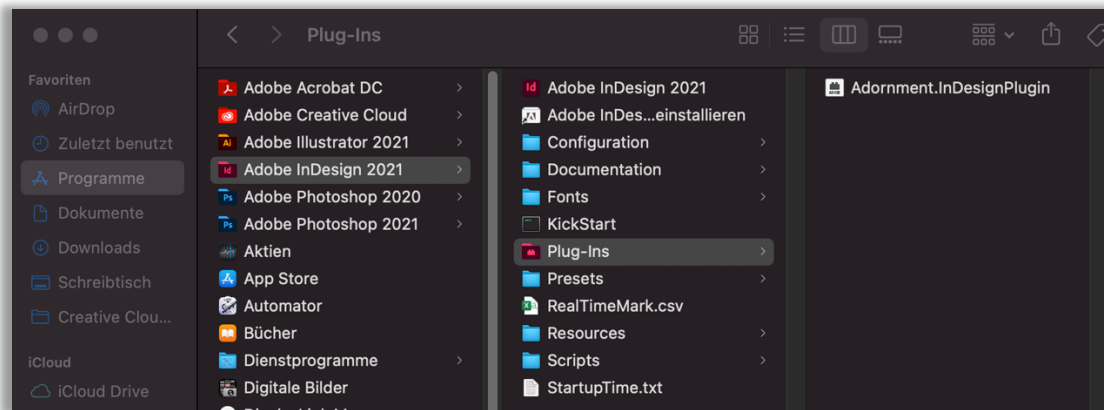 Plug-Ins
Favoriten
AirDrop
Zuletzt benutzt
Programme
Dokumente
Downloads
Schreibtisch
Creative Clou...
iCloud
iCloud Drive
Adobe Acrobat DC
Adobe Creative Cloud
Adobe Illustrator 2021
Adobe InDesign 2021
Adobe Photoshop 2020
Adobe Photoshop 2021
Aktien
App Store
Automator
Bücher
Dienstprogramme
Digitale Bilder
Adobe InDesign 2021
Adobe InDes...einstallieren
Configuration
Documentation
Fonts
KickStart
Plug-Ins
Presets
RealTimeMark.csv
Resources
Scripts
StartupTime.txt
Adornment.InDesignPlugin